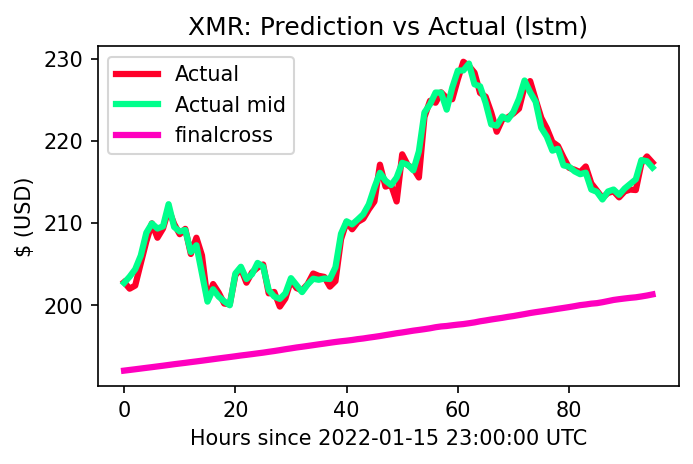 XMR: Prediction vs Actual (lstm)
Actual
Actual mid
finalcross
$ (USD)
230
220
210
200
0 20 40 60 80
Hours since 2022-01-15 23:00:00 UTC